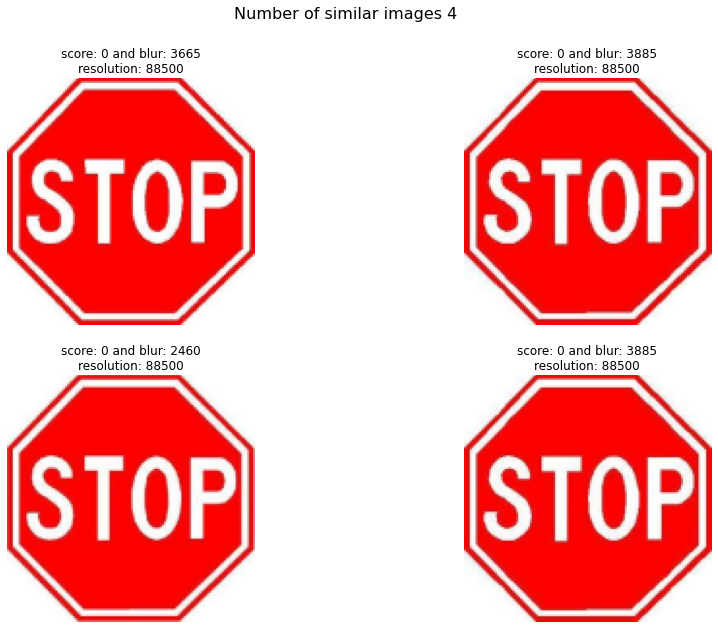 Number of similar images 4
score: 0 and blur: 3665
resolution: 88500
score: 0 and blur: 3885
resolution: 88500
STOP
STOP
score: 0 and blur: 2460
resolution: 88500
score: 0 and blur: 3885
resolution: 88500
STOP
STOP